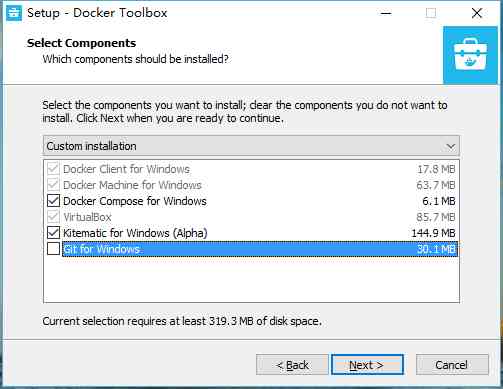 Setup - Docker Toolbox
Select Components
Which components should be installed?
Select the components you want to install; clear the components you do not want to
install. Click Next when you are ready to continue.
Custom installation
Docker Client for Windows 17.8 MB
Docker Machine for Windows 63.7 MB
Docker Compose for Windows 6.1 MB
VirtualBox 85.7 MB
Kitematic for Windows (Alpha) 144.9 MB
Git for Windows 30.1 MB
Current selection requires at least 319.3 MB of disk space.
< Back Next > Cancel